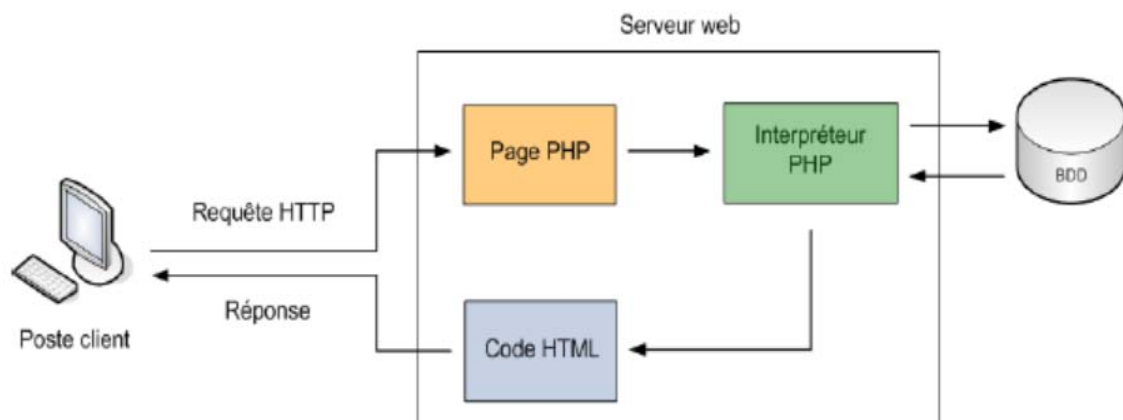 Serveur web
Page PHP
Interpréteur
PHP
BDD
Requête HTTP
Réponse
Poste client
Code HTML